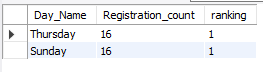 Day_Name Registration_count ranking
Thursday 16 1
Sunday 16 1